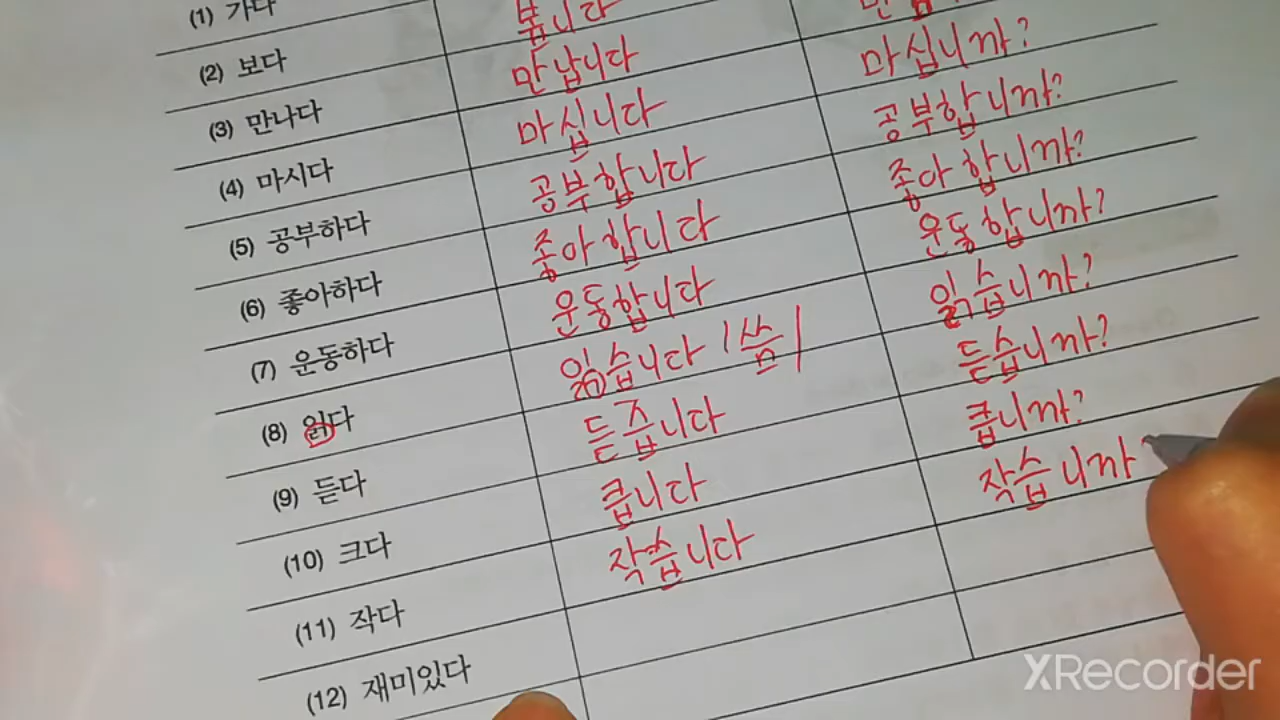 (1) 가다
(2) 보다 봅니다
(3) 만나다 만납니다
(4) 마시다 마십니다 마십니까?
(5) 공부하다 공부합니다 공부합니까?
(6) 좋아하다 좋아합니다 좋아합니까?
(7) 운동하다 운동합니다 운동합니까?
(8) 읽다 읽습니다 /씀/ 읽습니까?
(9) 듣다 듣즙니다 듣습니까?
(10) 크다 큽니다 큽니까?
(11) 작다 작습니다 작습니까
(12) 재미있다
XRecorder